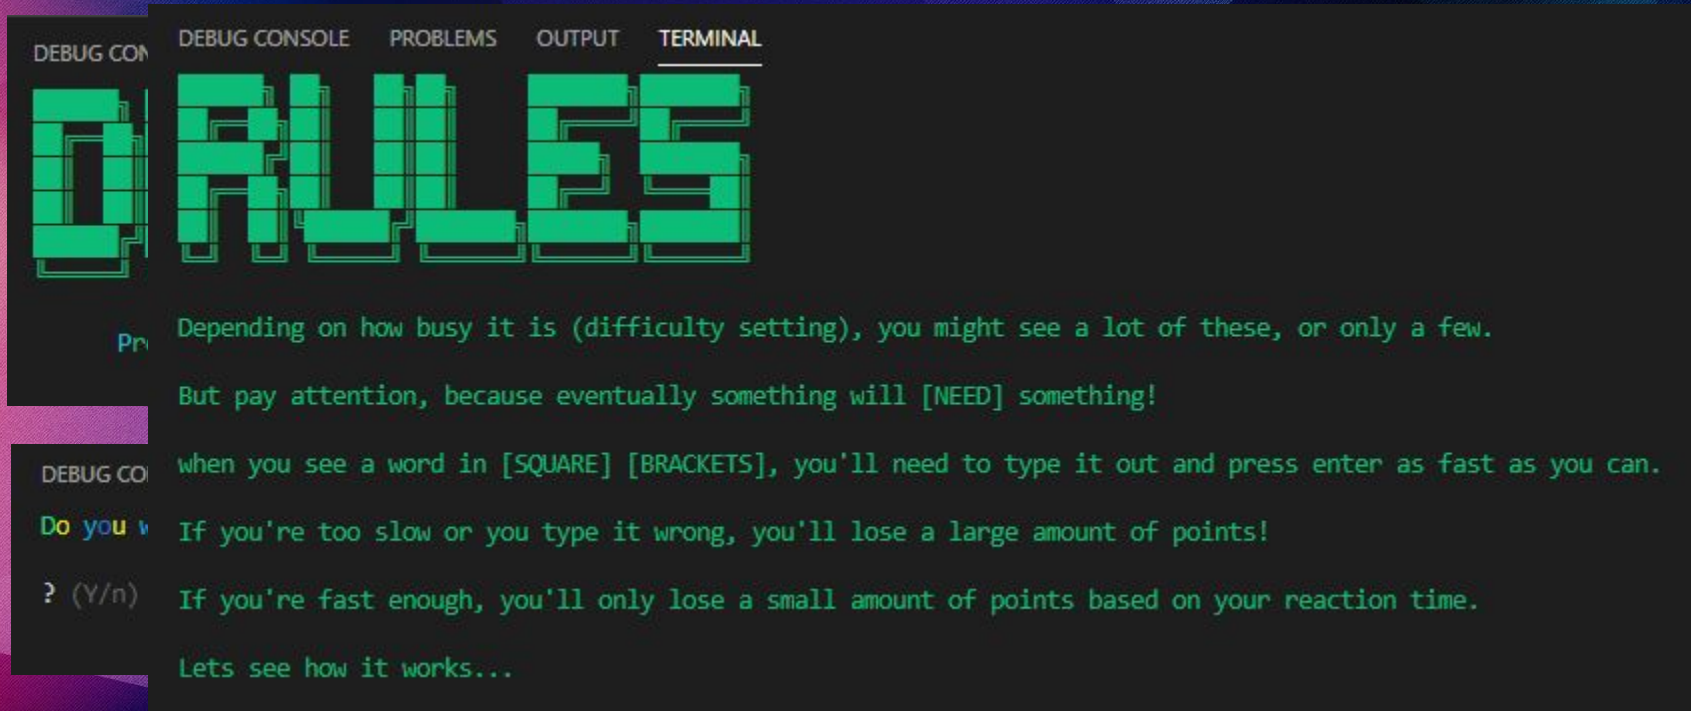 DEBUG CONSOLE PROBLEMS OUTPUT TERMINAL
RULES
Depending on how busy it is (difficulty setting), you might see a lot of these, or only a few.
But pay attention, because eventually something will [NEED] something!
when you see a word in [SQUARE] [BRACKETS], you'll need to type it out and press enter as fast as you can.
If you're too slow or you type it wrong, you'll lose a large amount of points!
If you're fast enough, you'll only lose a small amount of points based on your reaction time.
Lets see how it works...
DEBUG CON
DEBUG CO
Do you
? (Y/n)